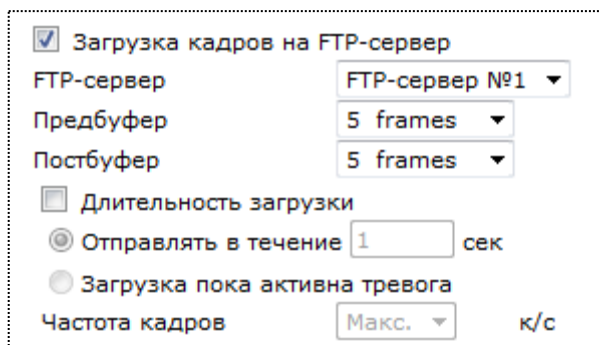 Загрузка кадров на FTP-сервер
FTP-сервер FTP-сервер №1
Предбуфер 5 frames
Постбуфер 5 frames
Длительность загрузки
Отправлять в течение 1 сек
Загрузка пока активна тревога
Частота кадров Макс. к/с